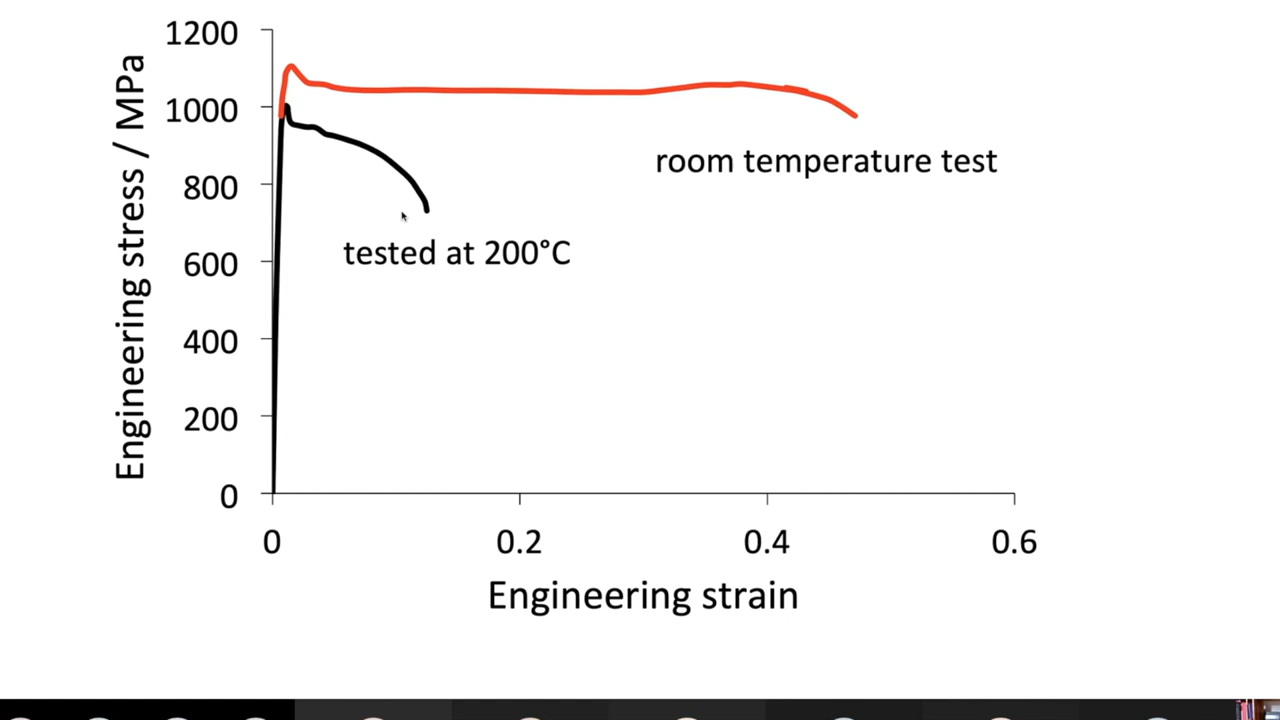 1200
1000
800
600
400
200
0
Engineering stress / MPa
room temperature test
tested at 200°C
0
0.2
0.4
0.6
Engineering strain